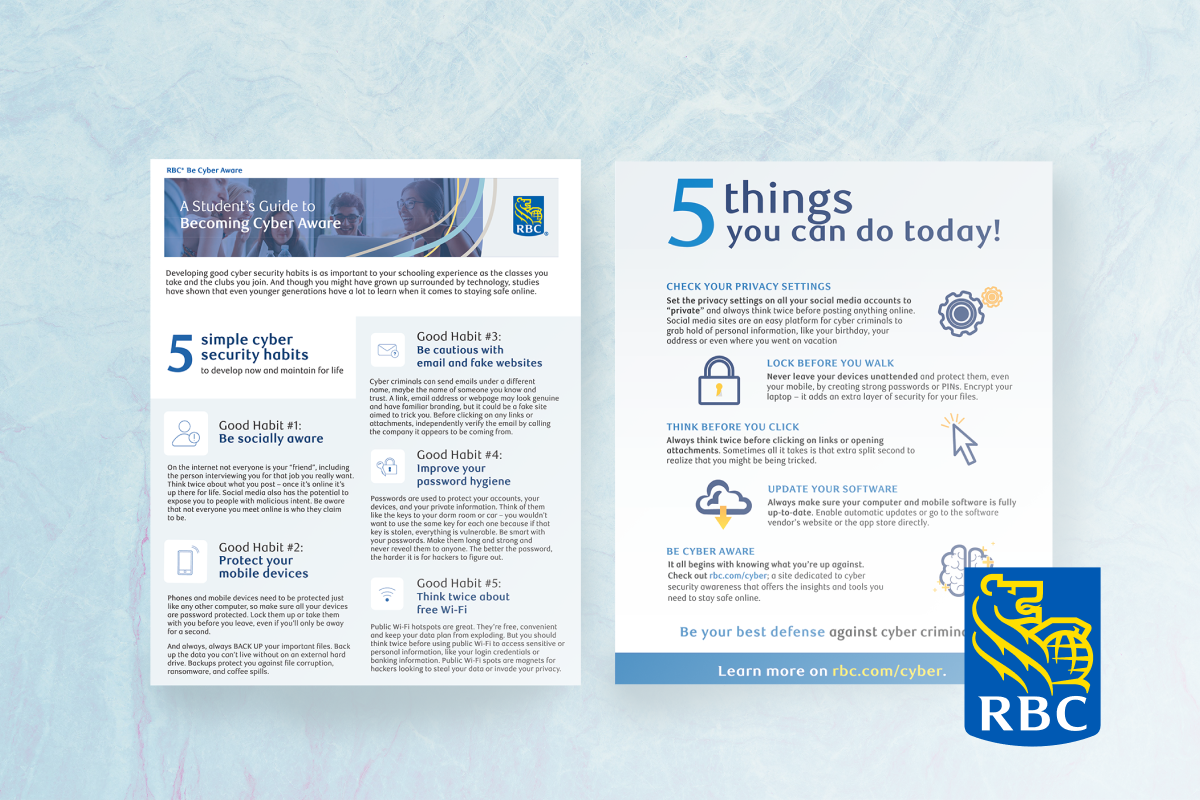 RBC® Be Cyber Aware
A Student's Guide to
Becoming Cyber Aware
RBC®
Developing good cyber security habits is as important to your schooling experience as the classes you
take and the clubs you join. And though you might have grown up surrounded by technology, studies
have shown that even younger generations have a lot to learn when it comes to staying safe online.
5 simple cyber
security habits
to develop now and maintain for life
Good Habit #1:
Be socially aware
On the internet not everyone is your “friend”, including
the person interviewing you for that job you really want.
Think twice about what you post – once it's online it's
up there for life. Social media also has the potential to
expose you to people with malicious intent. Be aware
that not everyone you meet online is who they claim
to be.
Good Habit #2:
Protect your
mobile devices
Phones and mobile devices need to be protected just
like any other computer, so make sure all your devices
are password protected. Lock them up or take them
with you before you leave, even if you'll only be away
for a second.
And always, always BACK UP your important files. Back
up the data you can't live without on an external hard
drive. Backups protect you against file corruption,
ransomware, and coffee spills.
Good Habit #3:
Be cautious with
email and fake websites
Cyber criminals can send emails under a different
name, maybe the name of someone you know and
trust. A link, email address or webpage may look genuine
and have familiar branding, but it could be a fake site
aimed to trick you. Before clicking on any links or
attachments, independently verify the email by calling
the company it appears to be coming from.
Good Habit #4:
Improve your
password hygiene
Passwords are used to protect your accounts, your
devices, and your private information. Think of them
like the keys to your dorm room or car – you wouldn't
want to use the same key for each one because if that
key is stolen, everything is vulnerable. Be smart with
your passwords. Make them long and strong and
never reveal them to anyone. The better the password,
the harder it is for hackers to figure out.
Good Habit #5:
Think twice about
free Wi-Fi
Public Wi-Fi hotspots are great. They're free, convenient
and keep your data plan from exploding. But you should
think twice before using public Wi-Fi to access sensitive or
personal information, like your login credentials or
banking information. Public Wi-Fi spots are magnets for
hackers looking to steal your data or invade your privacy.
5 things
you can do today!
CHECK YOUR PRIVACY SETTINGS
Set the privacy settings on all your social media accounts to
“private” and always think twice before posting anything online.
Social media sites are an easy platform for cyber criminals to
grab hold of personal information, like your birthday, your
address or even where you went on vacation
LOCK BEFORE YOU WALK
Never leave your devices unattended and protect them, even
your mobile, by creating strong passwords or PINs. Encrypt your
laptop – it adds an extra layer of security for your files.
THINK BEFORE YOU CLICK
Always think twice before clicking on links or opening
attachments. Sometimes all it takes is that extra split second to
realize that you might be being tricked.
UPDATE YOUR SOFTWARE
Always make sure your computer and mobile software is fully
up-to-date. Enable automatic updates or go to the software
vendor's website or the app store directly.
BE CYBER AWARE
It all begins with knowing what you're up against.
Check out rbc.com/cyber; a site dedicated to cyber
security awareness that offers the insights and tools you
need to stay safe online.
Be your best defense against cyber crimin
Learn more on rbc.com/cyber.
RBC